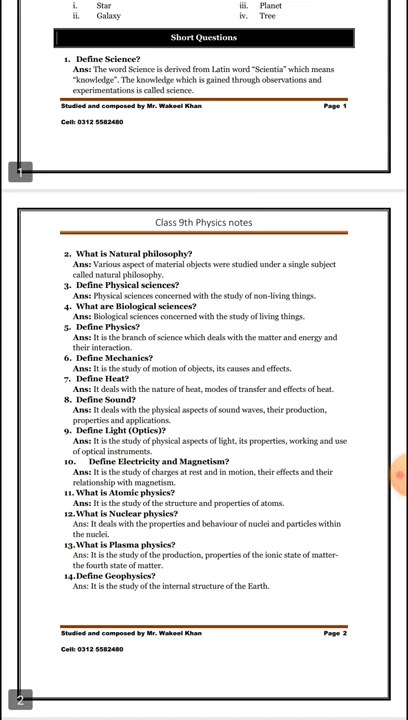 i. Star iii. Planet
ii. Galaxy iv. Tree
Short Questions
1. Define Science?
Ans: The word Science is derived from Latin word "Scientia" which means
"knowledge". The knowledge which is gained through observations and
experimentations is called science.
Studied and composed by Mr. Wakeel Khan Page 1
Cell: 0312 5582480
1
Class 9th Physics notes
2. What is Natural philosophy?
Ans: Various aspect of material objects were studied under a single subject
called natural philosophy.
3. Define Physical sciences?
Ans: Physical sciences concerned with the study of non-living things.
4. What are Biological sciences?
Ans: Biological sciences concerned with the study of living things.
5. Define Physics?
Ans: It is the branch of science which deals with the matter and energy and
their interaction.
6. Define Mechanics?
Ans: It is the study of motion of objects, its causes and effects.
7. Define Heat?
Ans: It deals with the nature of heat, modes of transfer and effects of heat.
8. Define Sound?
Ans: It deals with the physical aspects of sound waves, their production,
properties and applications.
9. Define Light (Optics)?
Ans: It is the study of physical aspects of light, its properties, working and use
of optical instruments.
10. Define Electricity and Magnetism?
Ans: It is the study of charges at rest and in motion, their effects and their
relationship with magnetism.
11. What is Atomic physics?
Ans: It is the study of the structure and properties of atoms.
12. What is Nuclear physics?
Ans: It deals with the properties and behaviour of nuclei and particles within
the nuclei.
13. What is Plasma physics?
Ans: It is the study of the production, properties of the ionic state of matter-
the fourth state of matter.
14. Define Geophysics?
Ans: It is the study of the internal structure of the Earth.
Studied and composed by Mr. Wakeel Khan Page 2
Cell: 0312 5582480
2